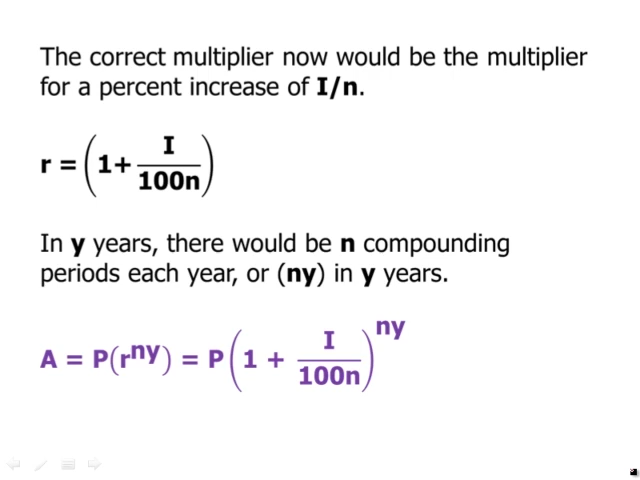 The correct multiplier now would be the multiplier
for a percent increase of I/n.
r = (1+ I/100n)
In y years, there would be n compounding
periods each year, or (ny) in y years.
A = P(r^ny) = P(1 + I/100n)^ny